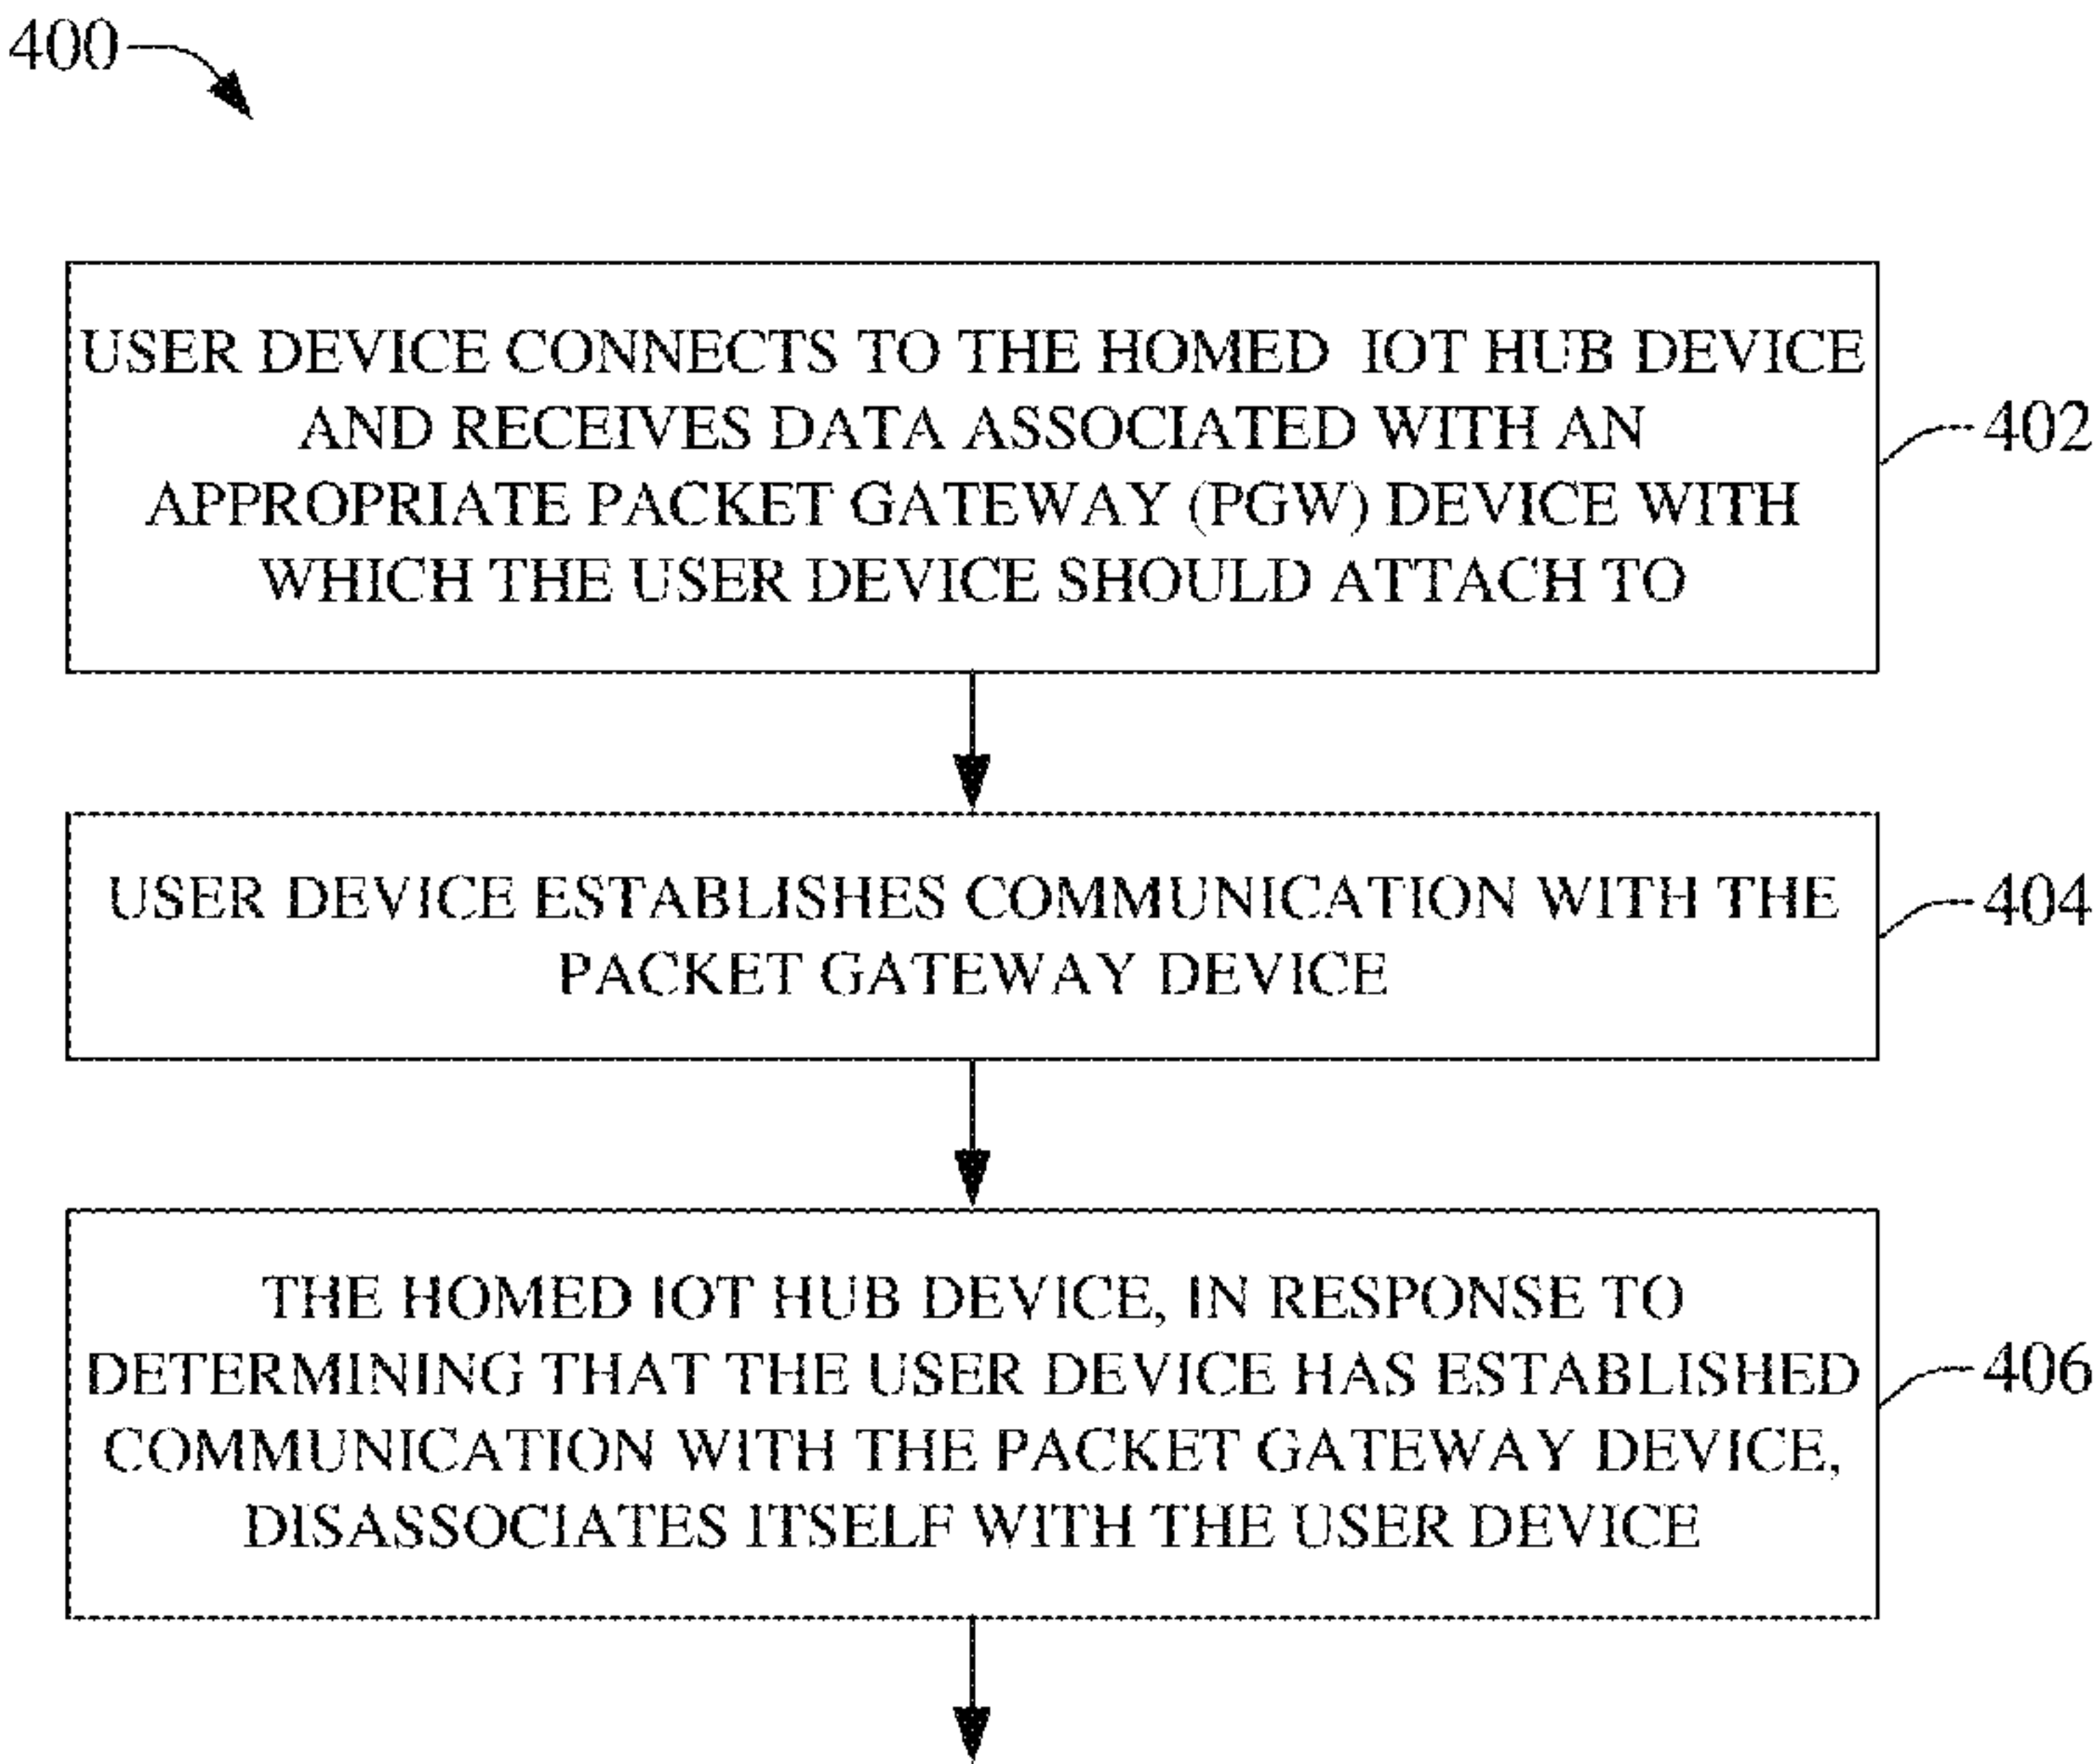 400
USER DEVICE CONNECTS TO THE HOMED IOT HUB DEVICE
AND RECEIVES DATA ASSOCIATED WITH AN
APPROPRIATE PACKET GATEWAY (PGW) DEVICE WITH
WHICH THE USER DEVICE SHOULD ATTACH TO
402
USER DEVICE ESTABLISHES COMMUNICATION WITH THE
PACKET GATEWAY DEVICE
404
THE HOMED IOT HUB DEVICE, IN RESPONSE TO
DETERMINING THAT THE USER DEVICE HAS ESTABLISHED
COMMUNICATION WITH THE PACKET GATEWAY DEVICE,
DISASSOCIATES ITSELF WITH THE USER DEVICE
406